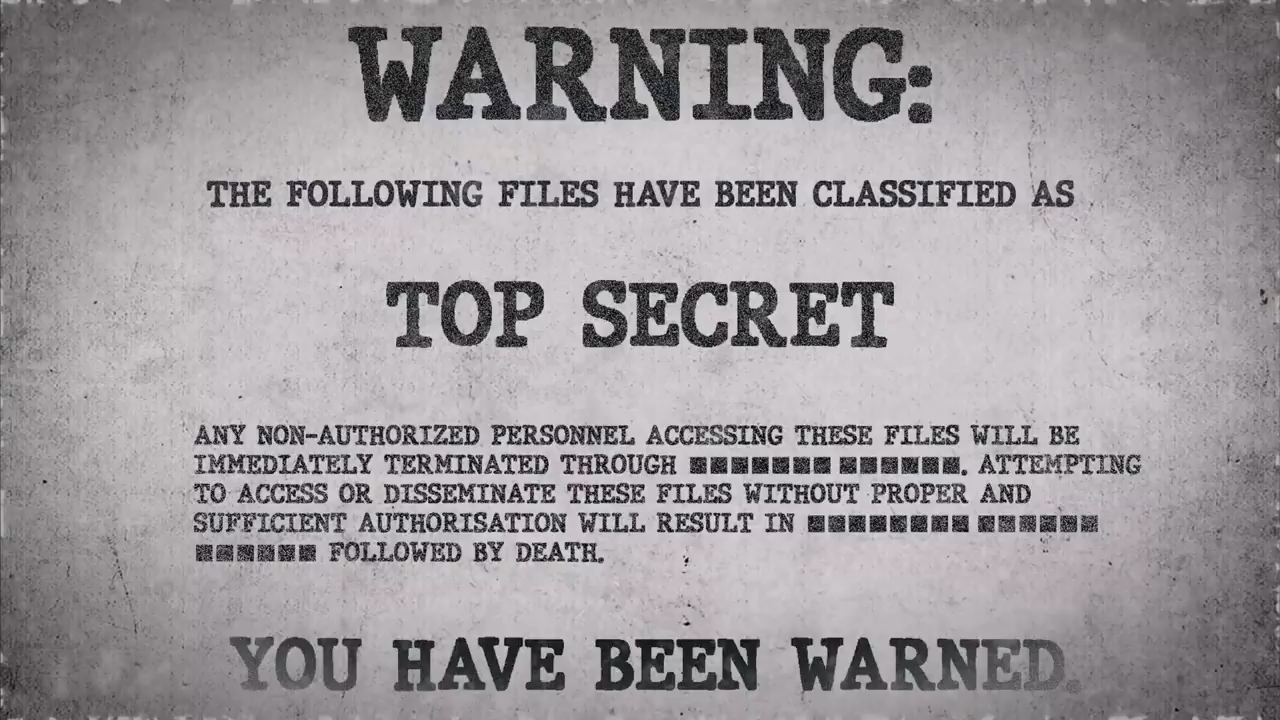 WARNING:
THE FOLLOWING FILES HAVE BEEN CLASSIFIED AS
TOP SECRET
ANY NON-AUTHORIZED PERSONNEL ACCESSING THESE FILES WILL BE
IMMEDIATELY TERMINATED THROUGH ■■■■■■■ ■■■■■■. ATTEMPTING
TO ACCESS OR DISSEMINATE THESE FILES WITHOUT PROPER AND
SUFFICIENT AUTHORISATION WILL RESULT IN ■■■■■■■■ ■■■■■■
■■■■■■ FOLLOWED BY DEATH.
YOU HAVE BEEN WARNED.